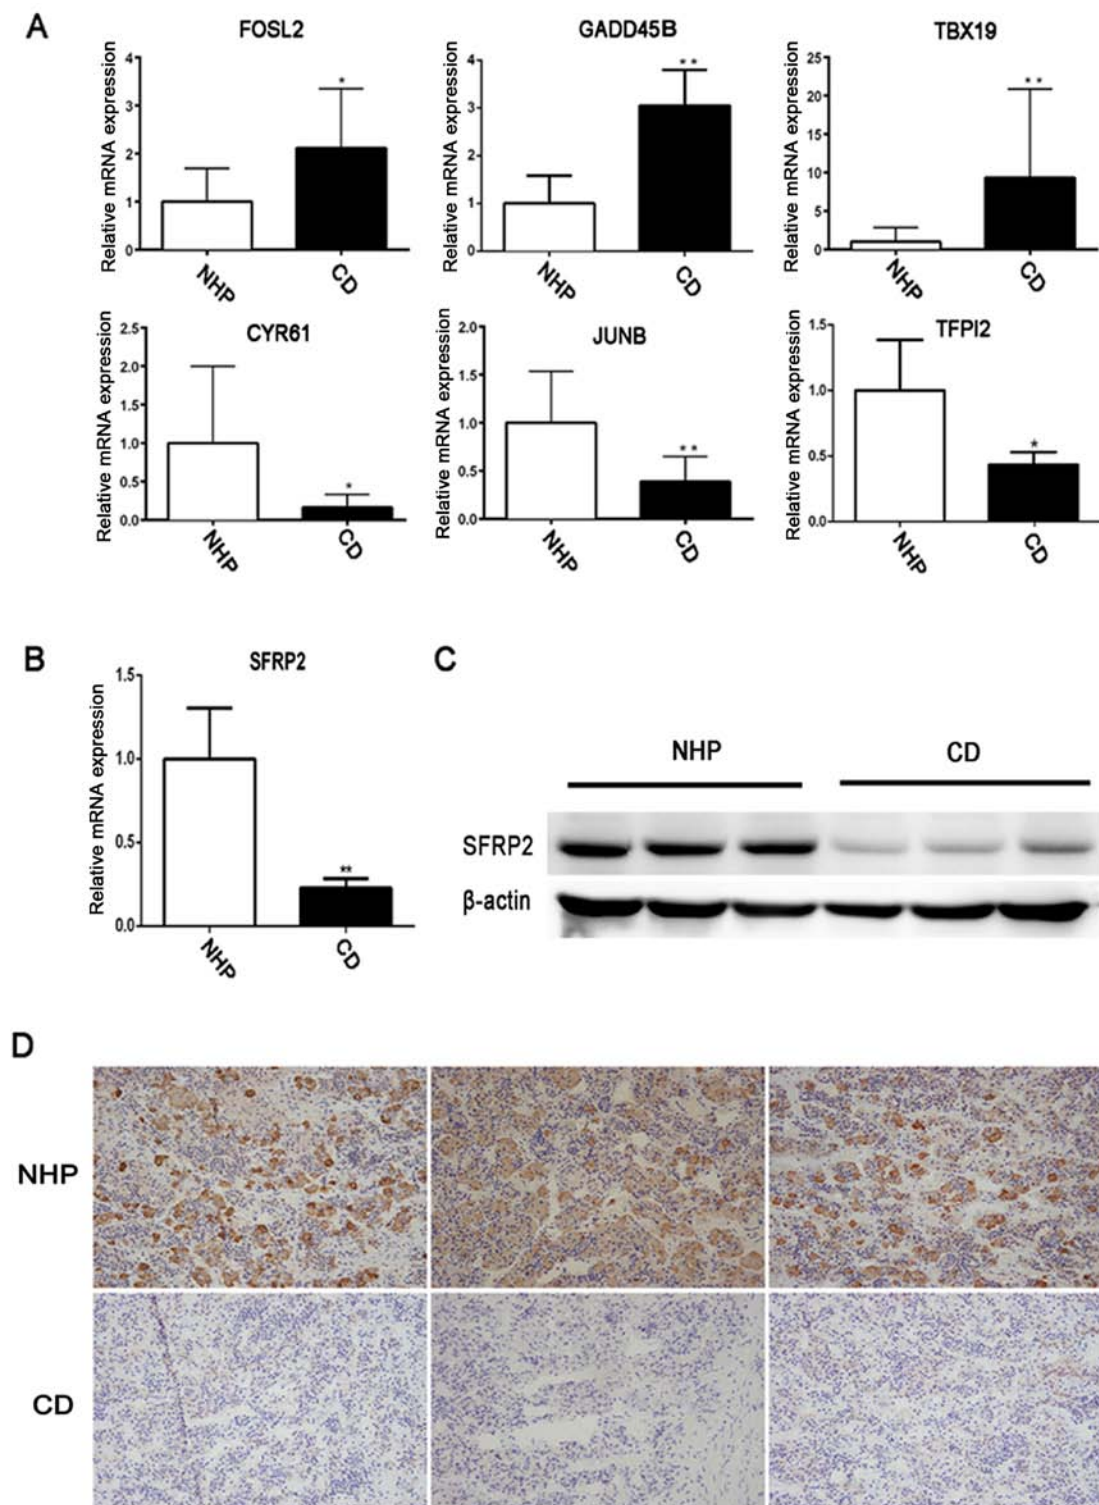 A
FOSL2
Relative mRNA expression
4
3
2
1
0
*
NHP
CD
GADD45B
Relative mRNA expression
4
3
2
1
0
**
NHP
CD
TBX19
Relative mRNA expression
25
20
15
10
5
0
**
NHP
CD
CYR61
Relative mRNA expression
2.5
2.0
1.5
1.0
0.5
0.0
*
NHP
CD
JUNB
Relative mRNA expression
2.0
1.5
1.0
0.5
0.0
**
NHP
CD
TFPI2
Relative mRNA expression
1.5
1.0
0.5
0.0
*
NHP
CD
B
SFRP2
Relative mRNA expression
1.5
1.0
0.5
0.0
**
NHP
CD
C
NHP CD
SFRP2
β-actin
D
NHP
CD